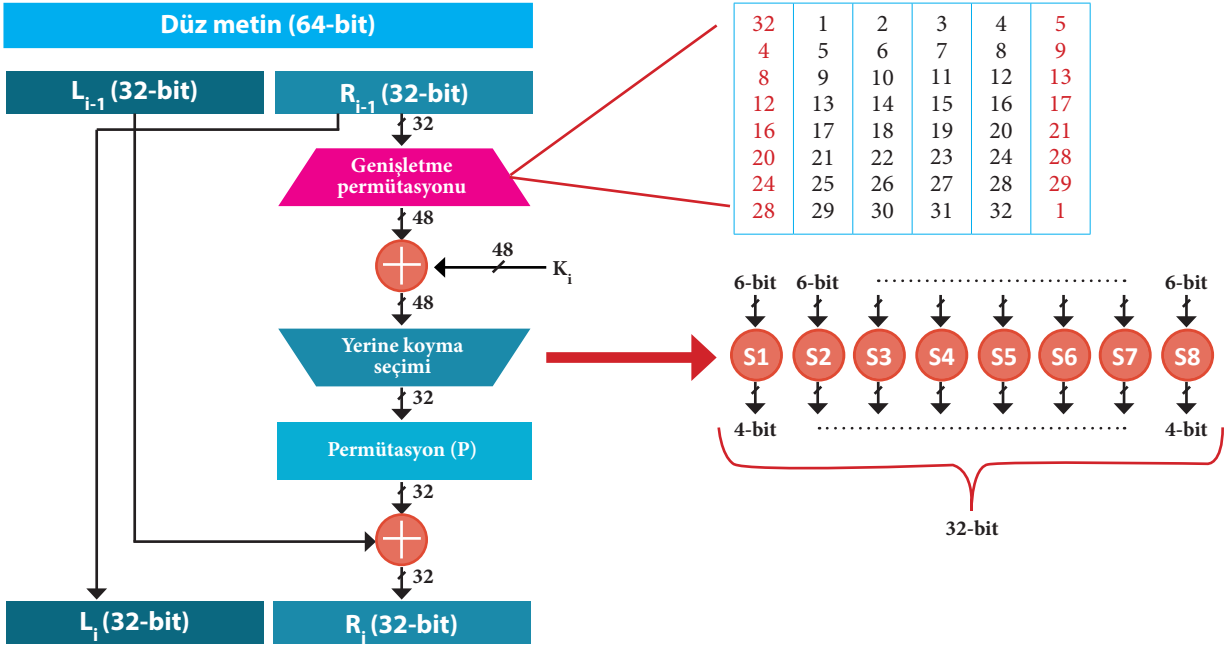 Düz metin (64-bit)
L i-1 (32-bit)
R i-1 (32-bit)
32
Genişletme
permütasyonu
48
48
K i
48
Yerine koyma
seçimi
32
Permütasyon (P)
32
32
L i (32-bit)
R i (32-bit)
32 1 2 3 4 5
4 5 6 7 8 9
8 9 10 11 12 13
12 13 14 15 16 17
16 17 18 19 20 21
20 21 22 23 24 28
24 25 26 27 28 29
28 29 30 31 32 1
6-bit 6-bit 6-bit
S1 S2 S3 S4 S5 S6 S7 S8
4-bit 4-bit
32-bit